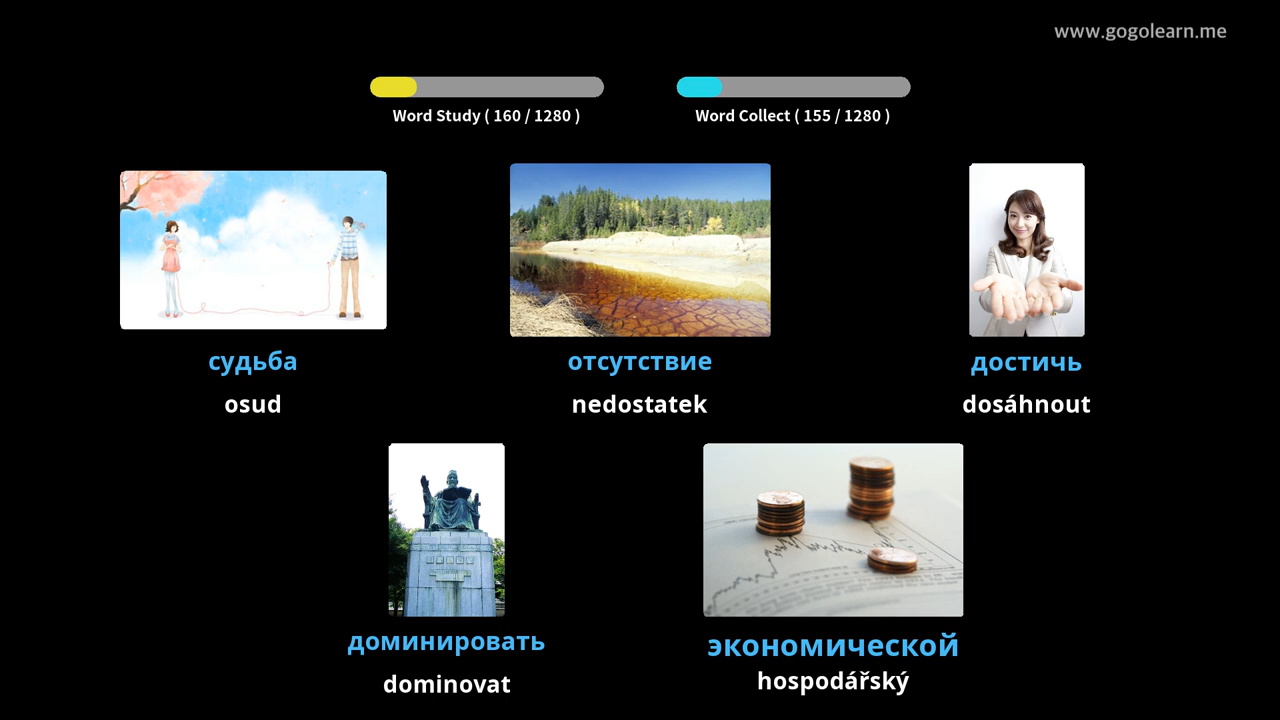 www.gogolearn.me
Word Study ( 160 / 1280 )
Word Collect ( 155 / 1280 )
судьба
отсутствие
достичь
osud
nedostatek
dosáhnout
доминировать
экономической
dominovat
hospodářský